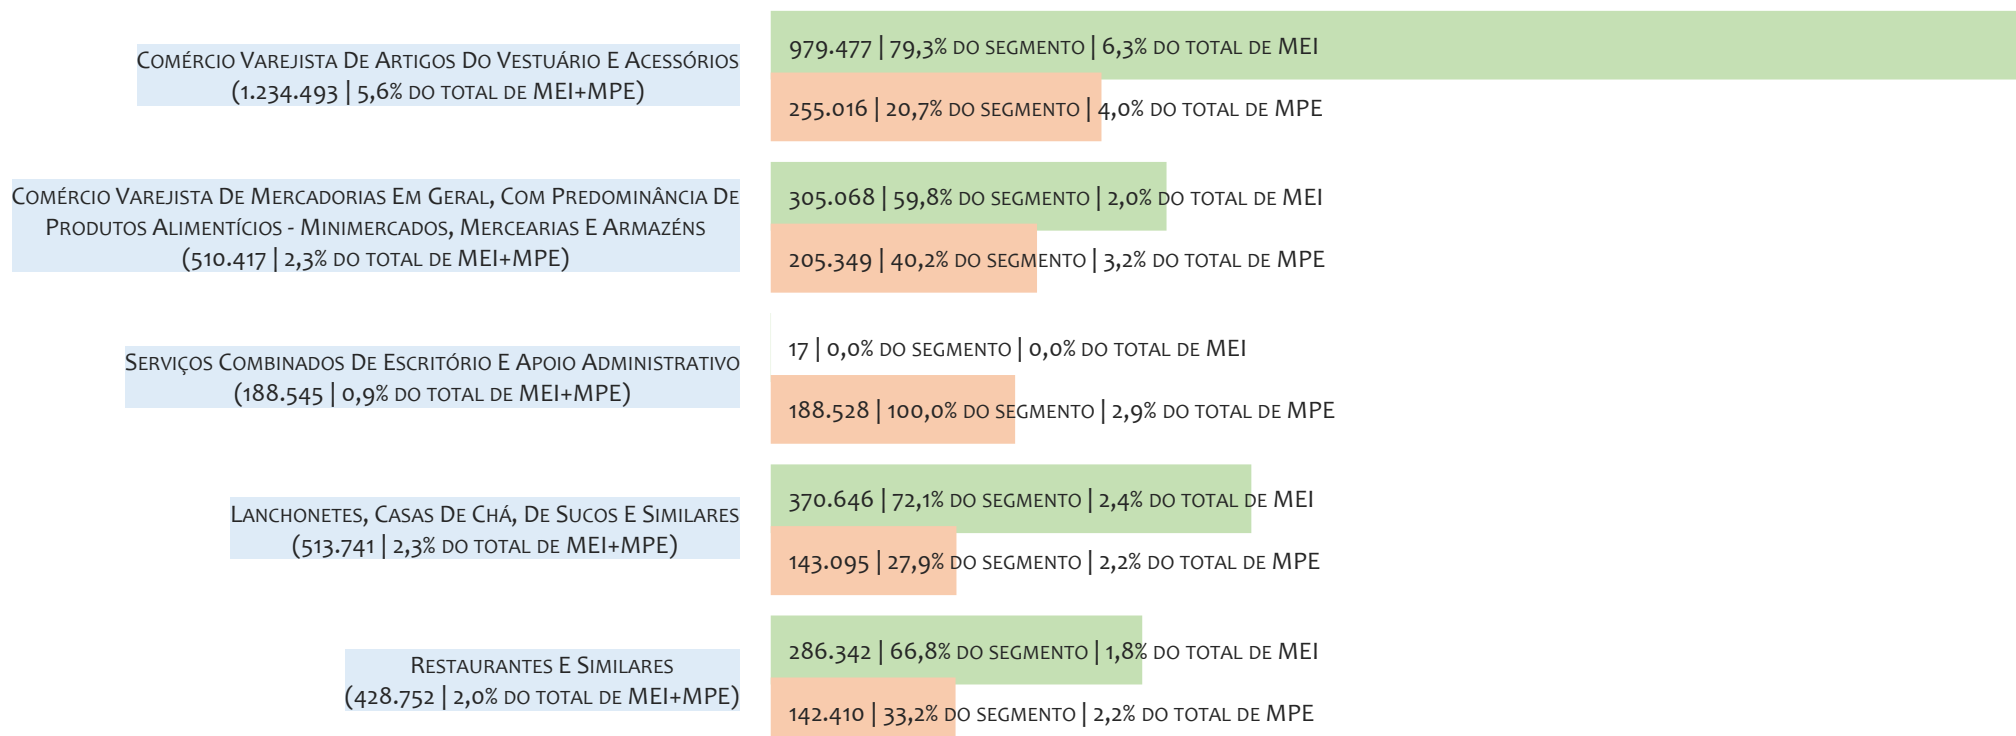 Comércio Varejista De Artigos Do Vestuário E Acessórios
(1.234.493 | 5,6% do total de MEI+MPE)
979.477 | 79,3% do segmento | 6,3% do total de MEI
255.016 | 20,7% do segmento | 4,0% do total de MPE
Comércio Varejista De Mercadorias Em Geral, Com Predominância De
Produtos Alimentícios - Minimercados, Mercearias E Armazéns
(510.417 | 2,3% do total de MEI+MPE)
305.068 | 59,8% do segmento | 2,0% do total de MEI
205.349 | 40,2% do segmento | 3,2% do total de MPE
Serviços Combinados De Escritório E Apoio Administrativo
(188.545 | 0,9% do total de MEI+MPE)
17 | 0,0% do segmento | 0,0% do total de MEI
188.528 | 100,0% do segmento | 2,9% do total de MPE
Lanchonetes, Casas De Chá, De Sucos E Similares
(513.741 | 2,3% do total de MEI+MPE)
370.646 | 72,1% do segmento | 2,4% do total de MEI
143.095 | 27,9% do segmento | 2,2% do total de MPE
Restaurantes E Similares
(428.752 | 2,0% do total de MEI+MPE)
286.342 | 66,8% do segmento | 1,8% do total de MEI
142.410 | 33,2% do segmento | 2,2% do total de MPE